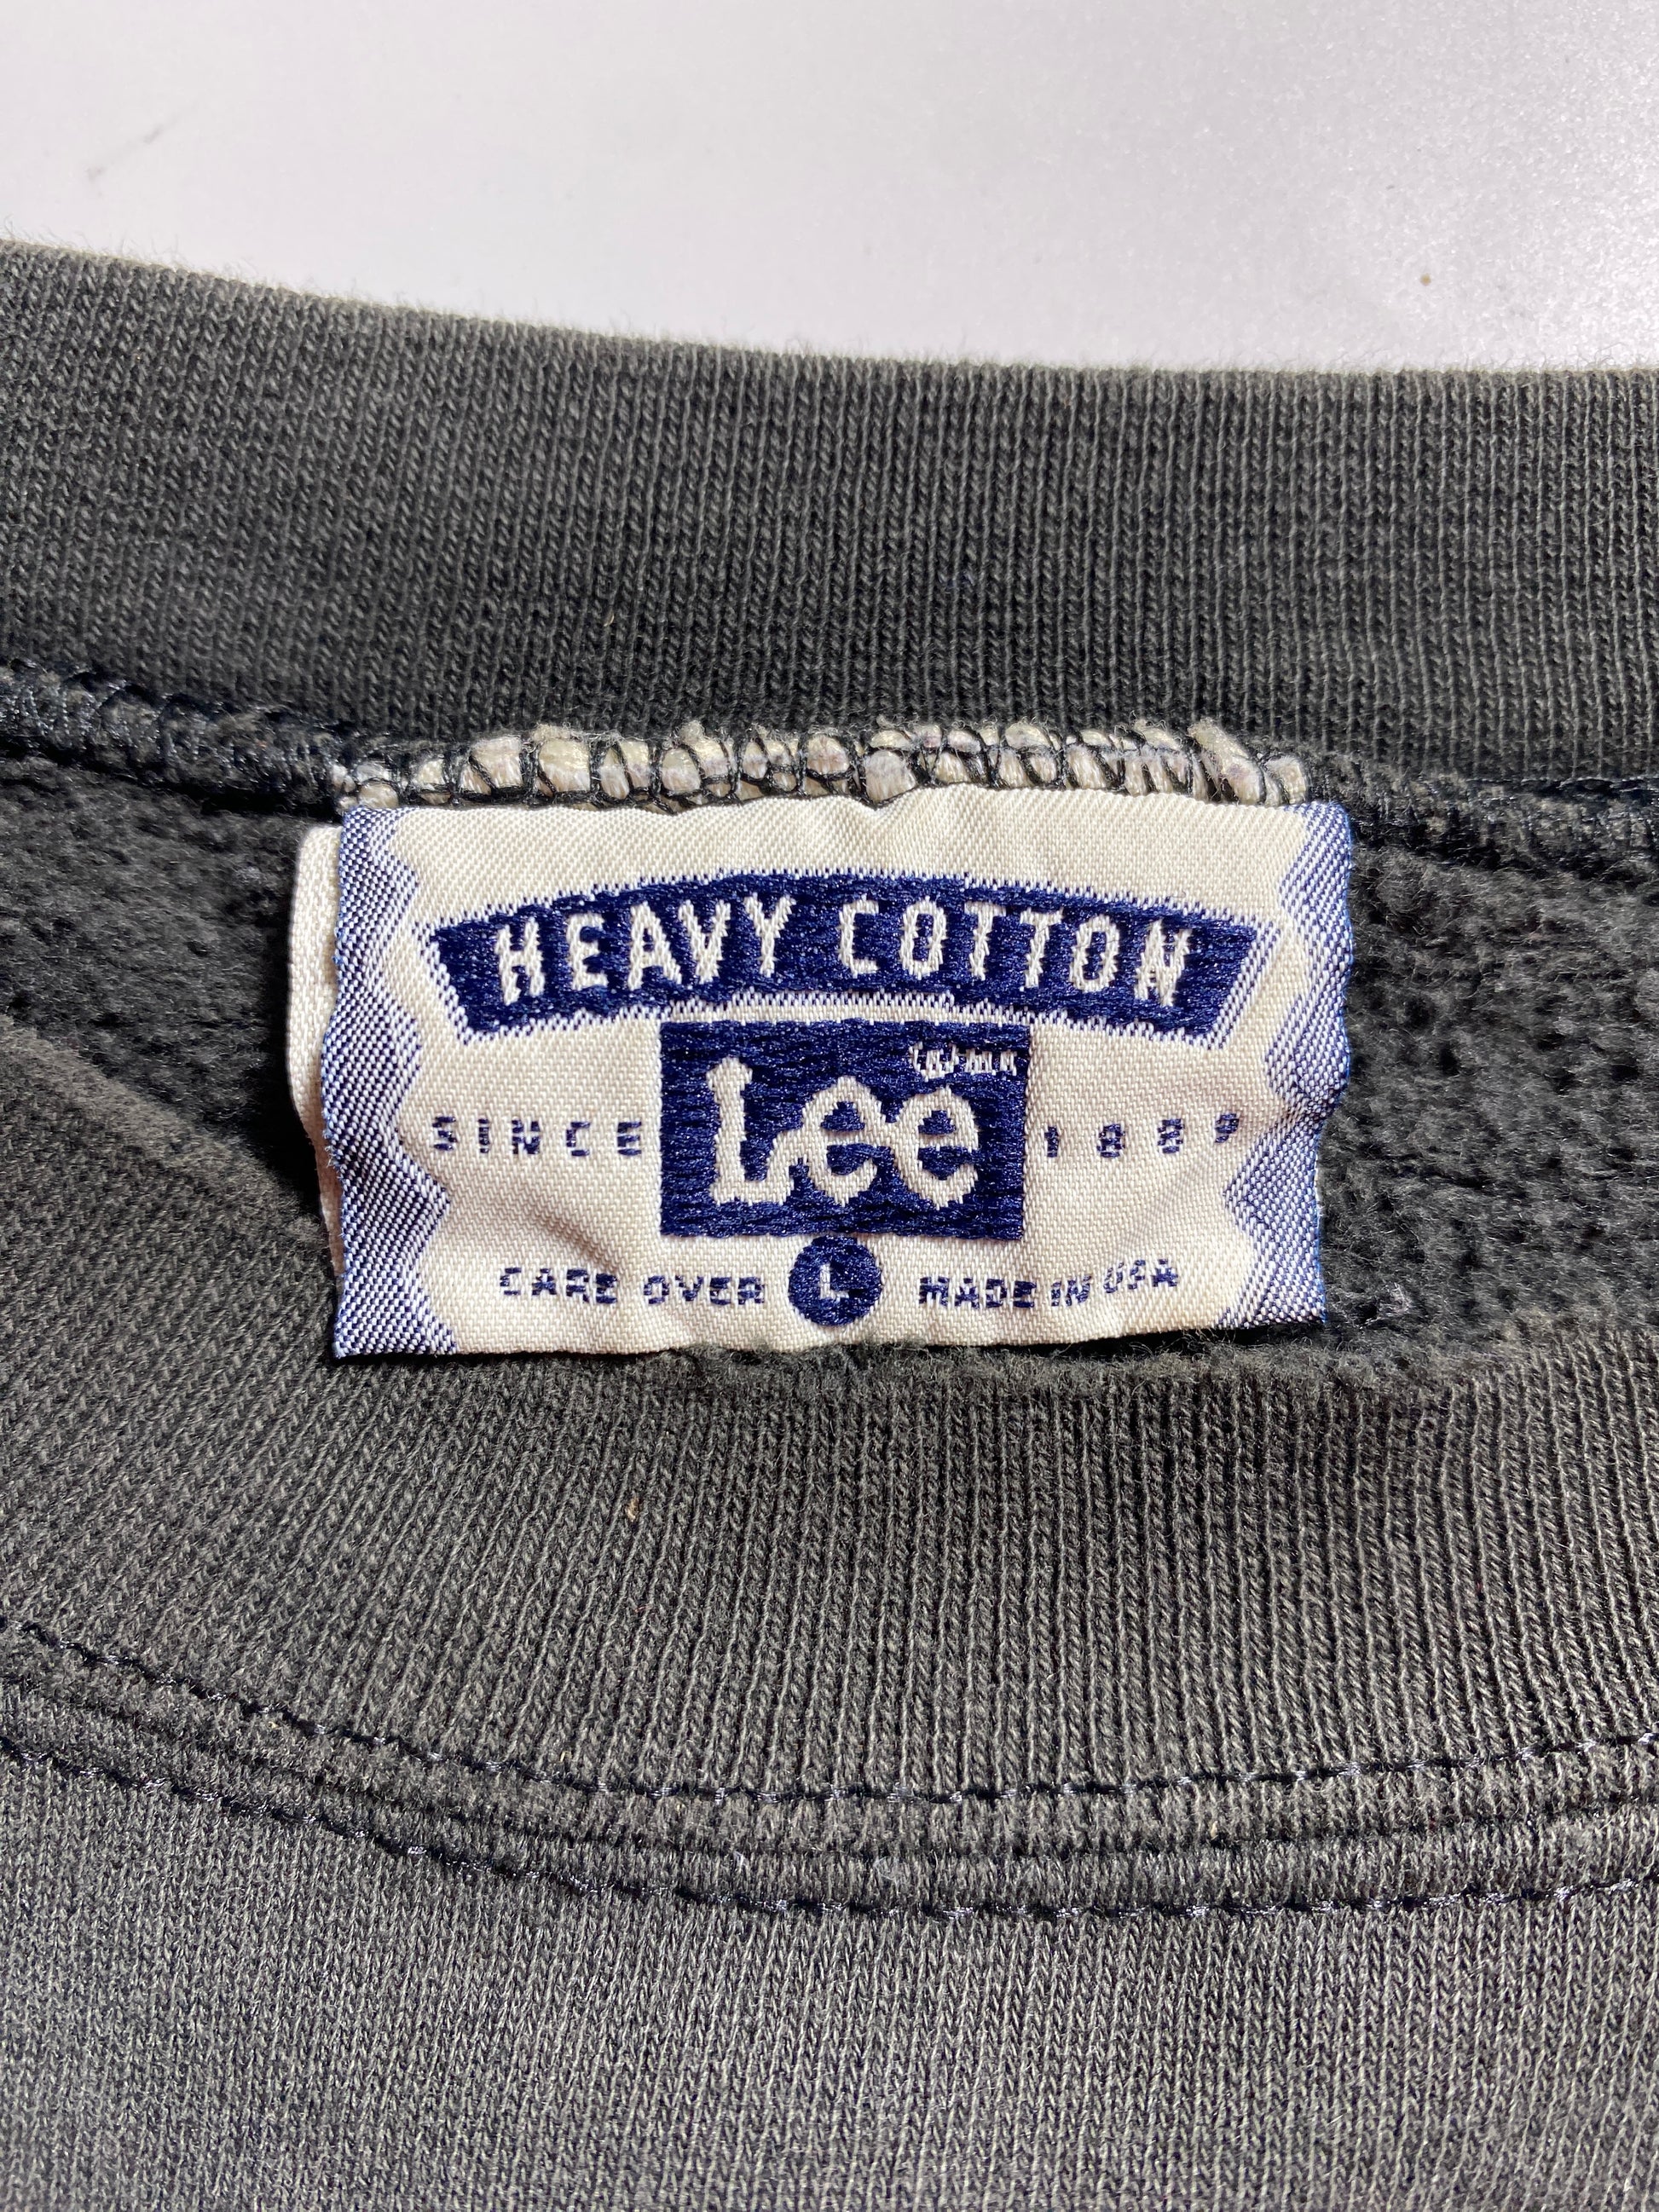 HEAVY COTTON
SINCE Lee 1889
CARE OVER L MADE IN USA